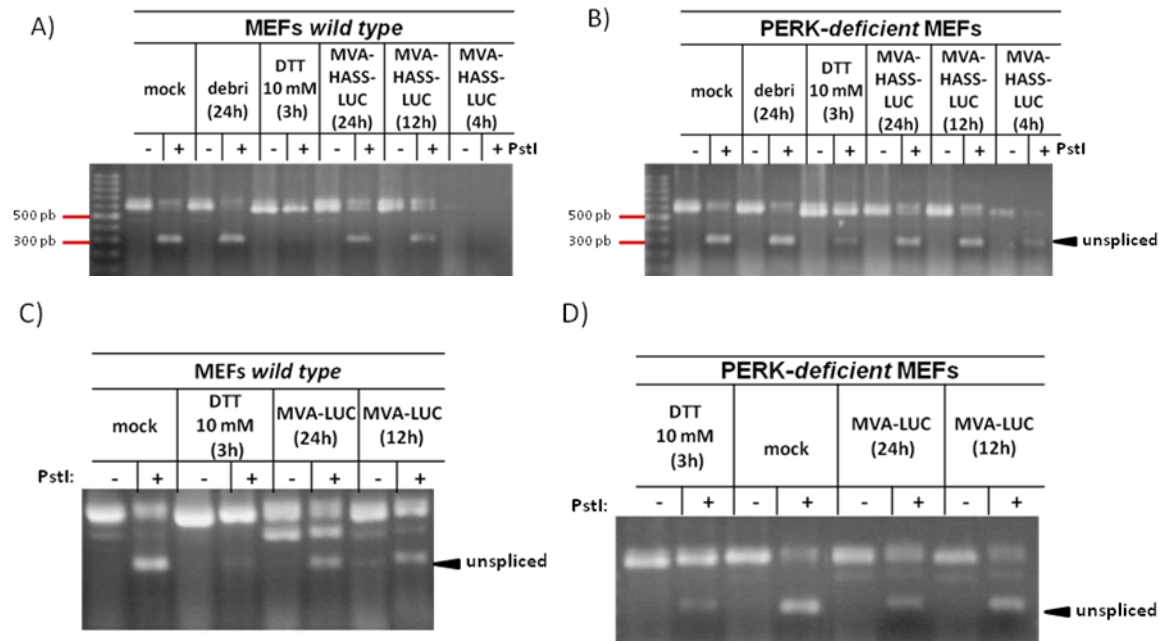 A)
MEFs wild type
mock
debri
(24h)
DTT
10 mM
(3h)
MVA-
HASS-
LUC
(24h)
MVA-
HASS-
LUC
(12h)
MVA-
HASS-
LUC
(4h)
- + - + - + - + - + - + PstI
500 pb
300 pb
B)
PERK-deficient MEFs
mock
debri
(24h)
DTT
10 mM
(3h)
MVA-
HASS-
LUC
(24h)
MVA-
HASS-
LUC
(12h)
MVA-
HASS-
LUC
(4h)
- + - + - + - + - + - + PstI
500 pb
300 pb
unspliced
C)
MEFs wild type
mock
DTT
10 mM
(3h)
MVA-LUC
(24h)
MVA-LUC
(12h)
PstI: - + - + - + - +
unspliced
D)
PERK-deficient MEFs
DTT
10 mM
(3h)
mock
MVA-LUC
(24h)
MVA-LUC
(12h)
PstI: - + - + - + - +
unspliced